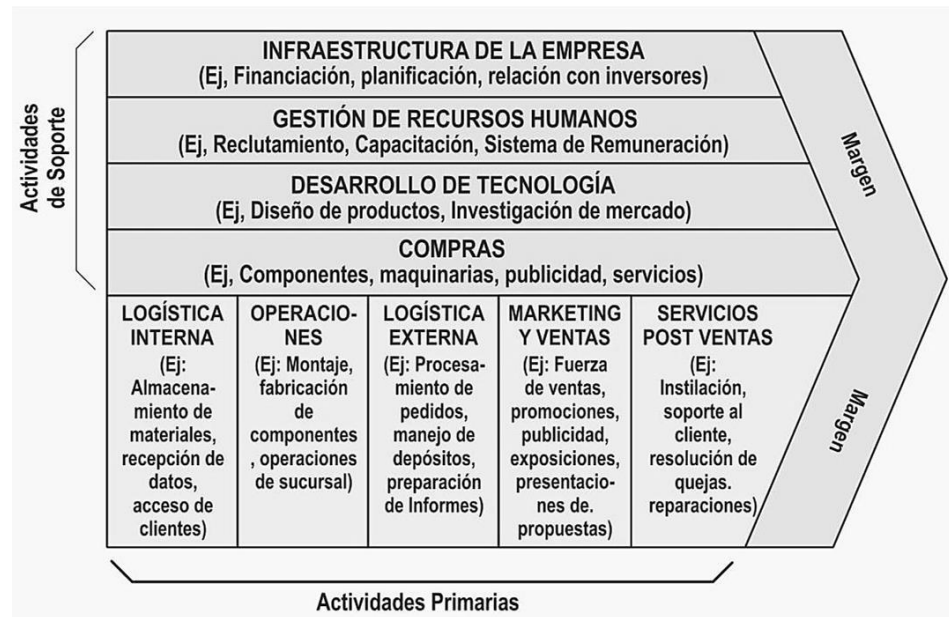 Actividades
de Soporte
INFRAESTRUCTURA DE LA EMPRESA
(Ej, Financiación, planificación, relación con inversores)
GESTIÓN DE RECURSOS HUMANOS
(Ej, Reclutamiento, Capacitación, Sistema de Remuneración)
DESARROLLO DE TECNOLOGÍA
(Ej, Diseño de productos, Investigación de mercado)
COMPRAS
(Ej, Componentes, maquinarias, publicidad, servicios)
LOGÍSTICA
INTERNA
(Ej:
Almacena-
miento de
materiales,
recepción de
datos,
acceso de
clientes)
OPERACIO-
NES
(Ej: Montaje,
fabricación
de
componentes
, operaciones
de sucursal)
LOGÍSTICA
EXTERNA
(Ej: Procesa-
miento de
pedidos,
manejo de
depósitos,
preparación
de Informes)
MARKETING
Y VENTAS
(Ej: Fuerza
de ventas,
promociones,
publicidad,
exposiciones,
presentacio-
nes de.
propuestas)
SERVICIOS
POST VENTAS
(Ej:
Instilación,
soporte al
cliente,
resolución de
quejas.
reparaciones)
Margen
Margen
Actividades Primarias